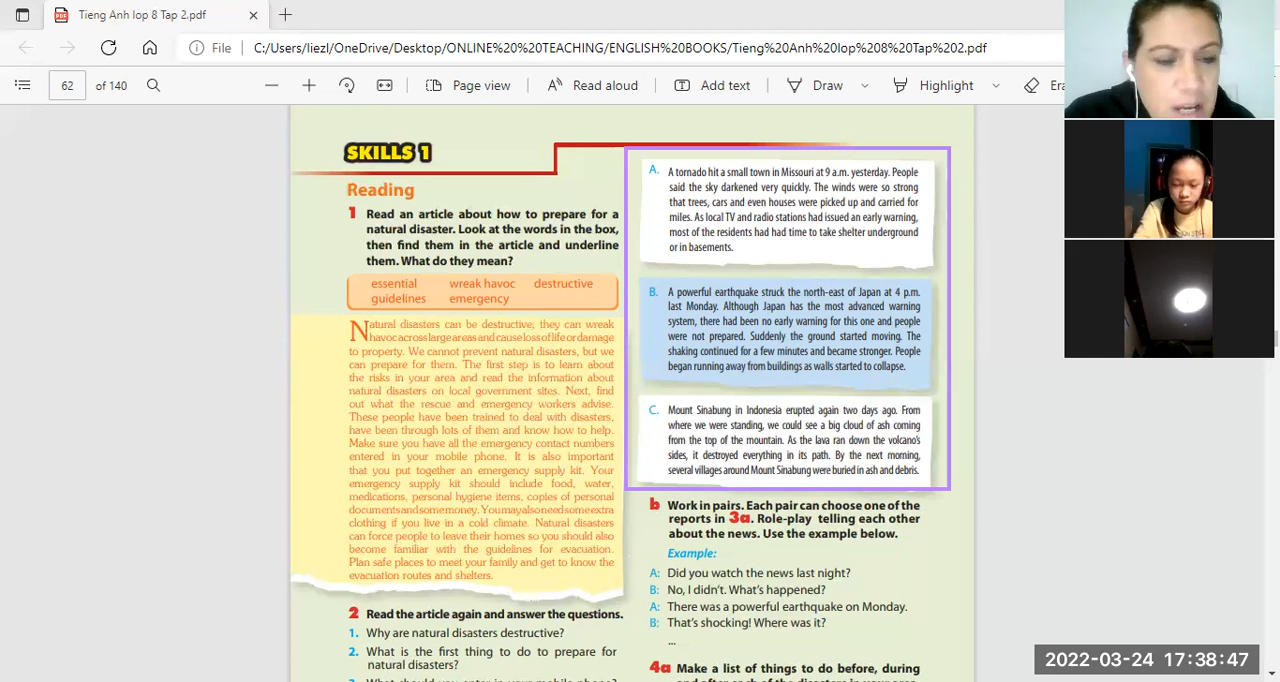 Tieng Anh lop 8 Tap 2.pdf
File
C:/Users/liezl/OneDrive/Desktop/ONLINE%20%20TEACHING/ENGLISH%20BOOKS/Tieng%20Anh%20lop%208%20Tap%202.pdf
62 of 140
Page view
Read aloud
Add text
Draw
Highlight
Era
SKILLS 1
Reading
1 Read an article about how to prepare for a
natural disaster. Look at the words in the box,
then find them in the article and underline
them. What do they mean?
essential wreak havoc destructive
guidelines emergency
Natural disasters can be destructive; they can wreak
havoc across large areas and cause loss of life or damage
to property. We cannot prevent natural disasters, but we
can prepare for them. The first step is to learn about
the risks in your area and read the information about
natural disasters on local government sites. Next, find
out what the rescue and emergency workers advise.
These people have been trained to deal with disasters,
have been through lots of them and know how to help.
Make sure you have all the emergency contact numbers
entered in your mobile phone. It is also important
that you put together an emergency supply kit. Your
emergency supply kit should include food, water,
medications, personal hygiene items, copies of personal
documents and some money. You may also need some extra
clothing if you live in a cold climate. Natural disasters
can force people to leave their homes so you should also
become familiar with the guidelines for evacuation.
Plan safe places to meet your family and get to know the
evacuation routes and shelters.
2 Read the article again and answer the questions.
1. Why are natural disasters destructive?
2. What is the first thing to do to prepare for
natural disasters?
3. What should you enter in your mobile phone?
A. A tornado hit a small town in Missouri at 9 a.m. yesterday. People
said the sky darkened very quickly. The winds were so strong
that trees, cars and even houses were picked up and carried for
miles. As local TV and radio stations had issued an early warning,
most of the residents had had time to take shelter underground
or in basements.
B. A powerful earthquake struck the north-east of Japan at 4 p.m.
last Monday. Although Japan has the most advanced warning
system, there had been no early warning for this one and people
were not prepared. Suddenly the ground started moving. The
shaking continued for a few minutes and became stronger. People
began running away from buildings as walls started to collapse.
C. Mount Sinabung in Indonesia erupted again two days ago. From
where we were standing, we could see a big cloud of ash coming
from the top of the mountain. As the lava ran down the volcano's
sides, it destroyed everything in its path. By the next morning,
several villages around Mount Sinabung were buried in ash and debris.
b Work in pairs. Each pair can choose one of the
reports in 3a. Role-play telling each other
about the news. Use the example below.
Example:
A: Did you watch the news last night?
B: No, I didn't. What's happened?
A: There was a powerful earthquake on Monday.
B: That's shocking! Where was it?
...
4a Make a list of things to do before, during
and after each of the disasters in your area.
2022-03-24 17:38:47